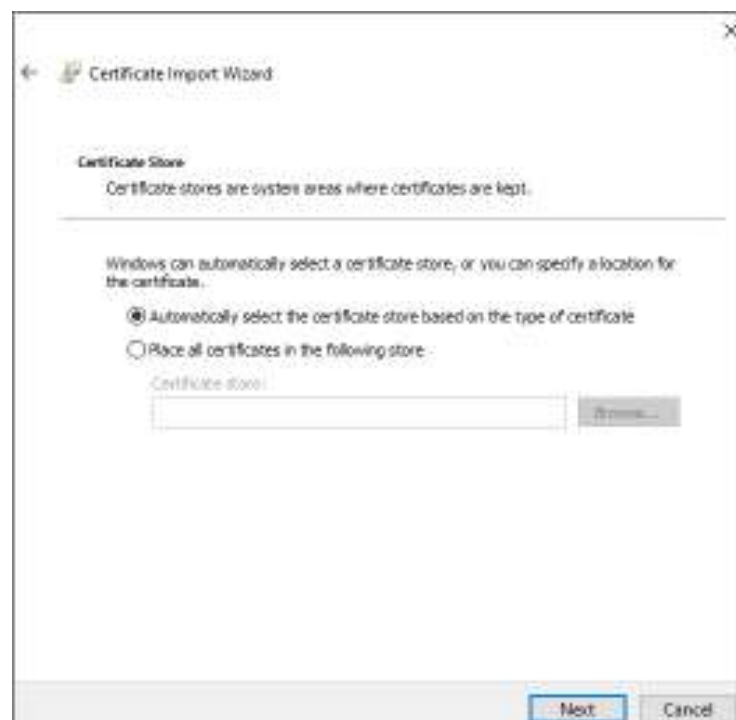 Certificate Import Wizard
Certificate Store
Certificate stores are system areas where certificates are kept.
Windows can automatically select a certificate store, or you can specify a location for
the certificate.
Automatically select the certificate store based on the type of certificate
Place all certificates in the following store
Certificate store:
Browse...
Next
Cancel